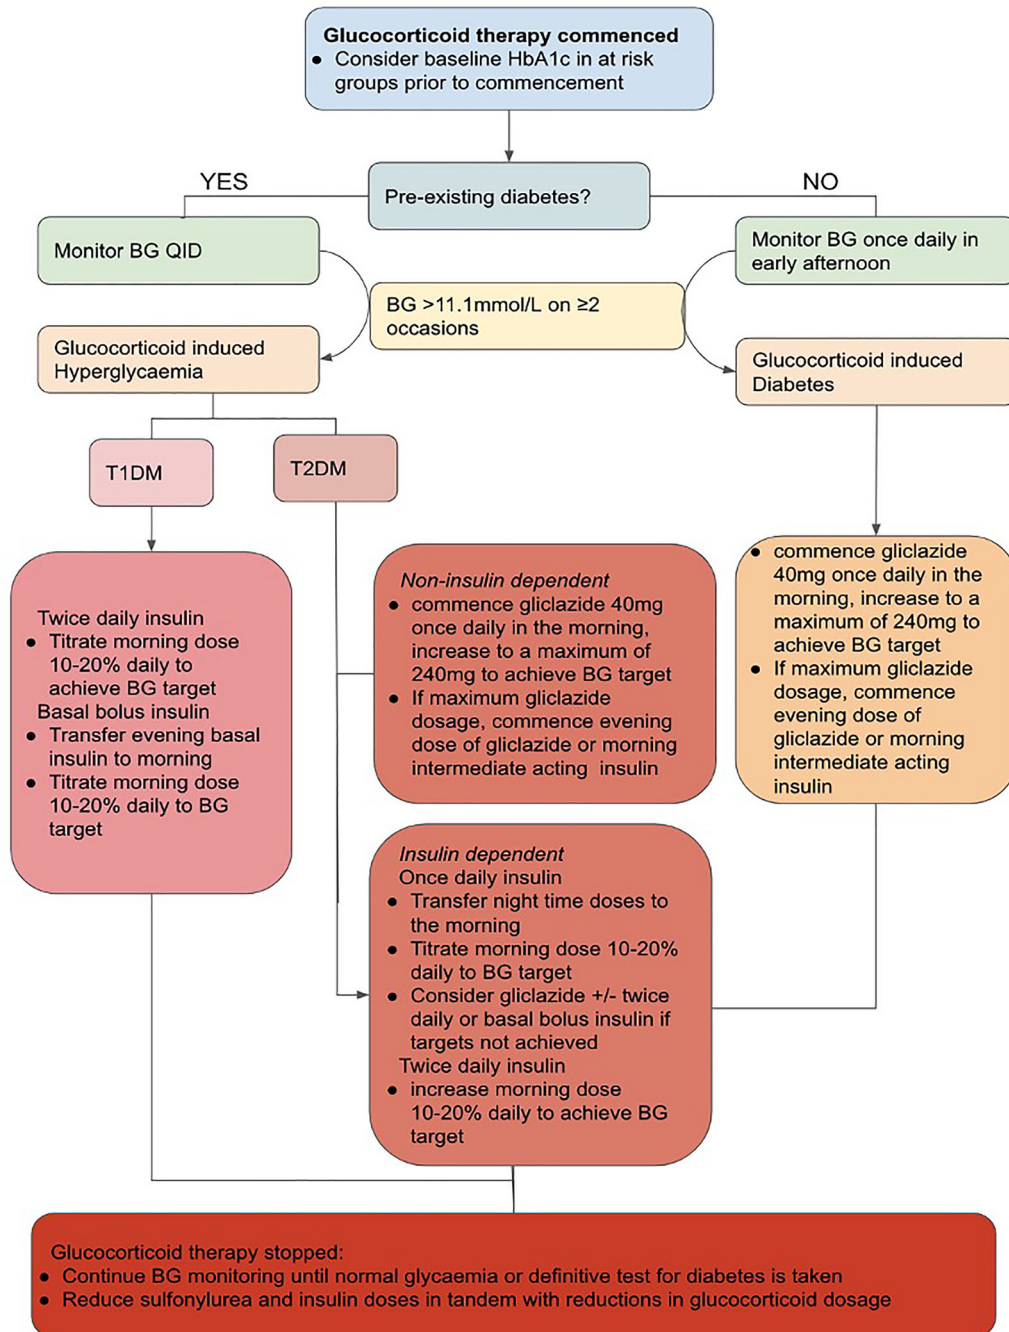 Glucocorticoid therapy commenced
● Consider baseline HbA1c in at risk
groups prior to commencement
YES
Pre-existing diabetes?
NO
Monitor BG QID
Monitor BG once daily in
early afternoon
BG >11.1mmol/L on ≥2
occasions
Glucocorticoid induced
Hyperglycaemia
Glucocorticoid induced
Diabetes
T1DM
T2DM
Twice daily insulin
● Titrate morning dose
10-20% daily to
achieve BG target
Basal bolus insulin
● Transfer evening basal
insulin to morning
● Titrate morning dose
10-20% daily to BG
target
Non-insulin dependent
● commence gliclazide 40mg
once daily in the morning,
increase to a maximum of
240mg to achieve BG target
● If maximum gliclazide
dosage, commence evening
dose of gliclazide or morning
intermediate acting insulin
● commence gliclazide
40mg once daily in the
morning, increase to a
maximum of 240mg to
achieve BG target
● If maximum gliclazide
dosage, commence
evening dose of
gliclazide or morning
intermediate acting
insulin
Insulin dependent
Once daily insulin
● Transfer night time doses to
the morning
● Titrate morning dose 10-20%
daily to BG target
● Consider gliclazide +/- twice
daily or basal bolus insulin if
targets not achieved
Twice daily insulin
● increase morning dose
10-20% daily to achieve BG
target
Glucocorticoid therapy stopped:
● Continue BG monitoring until normal glycaemia or definitive test for diabetes is taken
● Reduce sulfonylurea and insulin doses in tandem with reductions in glucocorticoid dosage